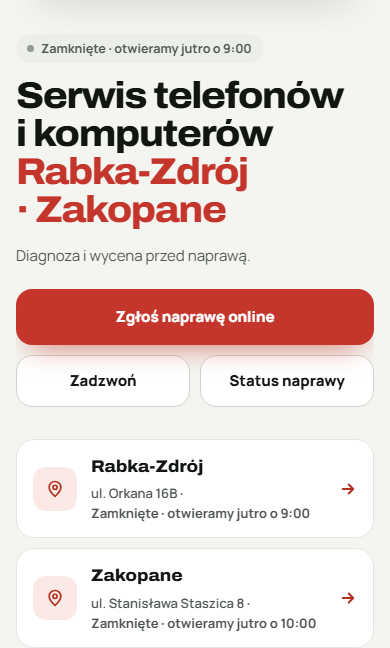 Zamknięte · otwieramy jutro o 9:00
Serwis telefonów
i komputerów
Rabka-Zdrój
· Zakopane
Diagnoza i wycena przed naprawą.
Zgłoś naprawę online
Zadzwoń
Status naprawy
Rabka-Zdrój
ul. Orkana 16B ·
Zamknięte · otwieramy jutro o 9:00
Zakopane
ul. Stanisława Staszica 8 ·
Zamknięte · otwieramy jutro o 10:00